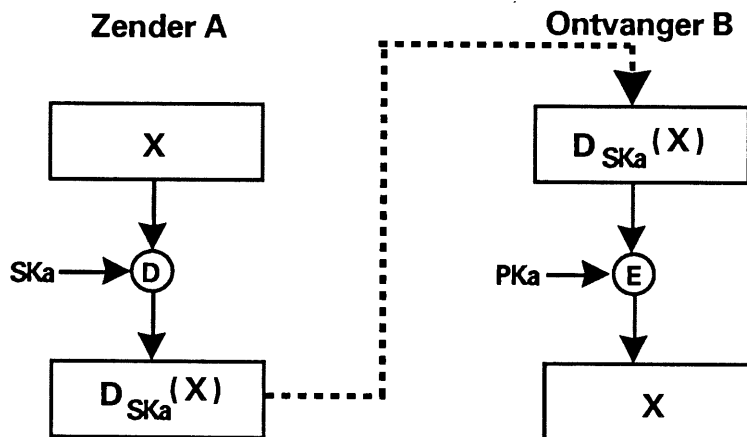 Zender A
X
SKa
D
D SKa (X)
Ontvanger B
D SKa (X)
PKa
E
X